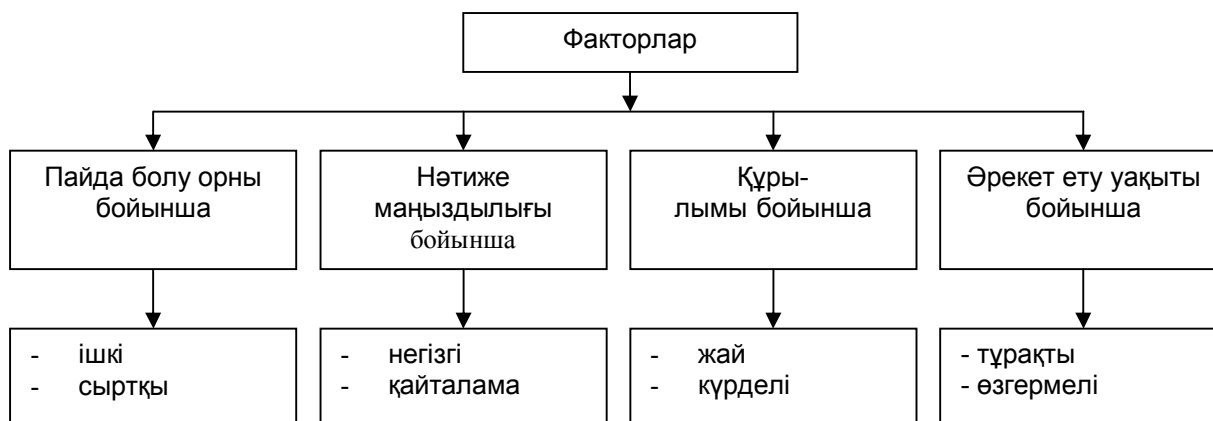 Факторлар
Пайда болу орны
бойынша
Нәтиже
маңыздылығы
бойынша
Құры-
лымы бойынша
Әрекет ету уақыты
бойынша
- ішкі
- сыртқы
- негізгі
- қайталама
- жай
- күрделі
- тұрақты
- өзгермелі